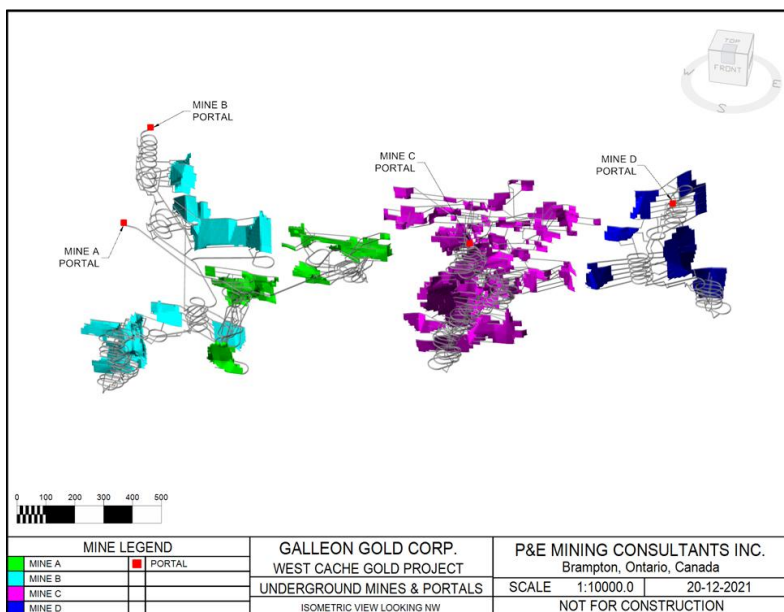 MINE B
PORTAL
MINE A
PORTAL
MINE C
PORTAL
MINE D
PORTAL
TOP
FRONT
W
S
E
0 100 200 300 400 500
MINE LEGEND
MINE A
PORTAL
MINE B
MINE C
MINE D
GALLEON GOLD CORP.
WEST CACHE GOLD PROJECT
UNDERGROUND MINES & PORTALS
ISOMETRIC VIEW LOOKING NW
P&E MINING CONSULTANTS INC.
Brampton, Ontario, Canada
SCALE 1:10000.0 20-12-2021
NOT FOR CONSTRUCTION